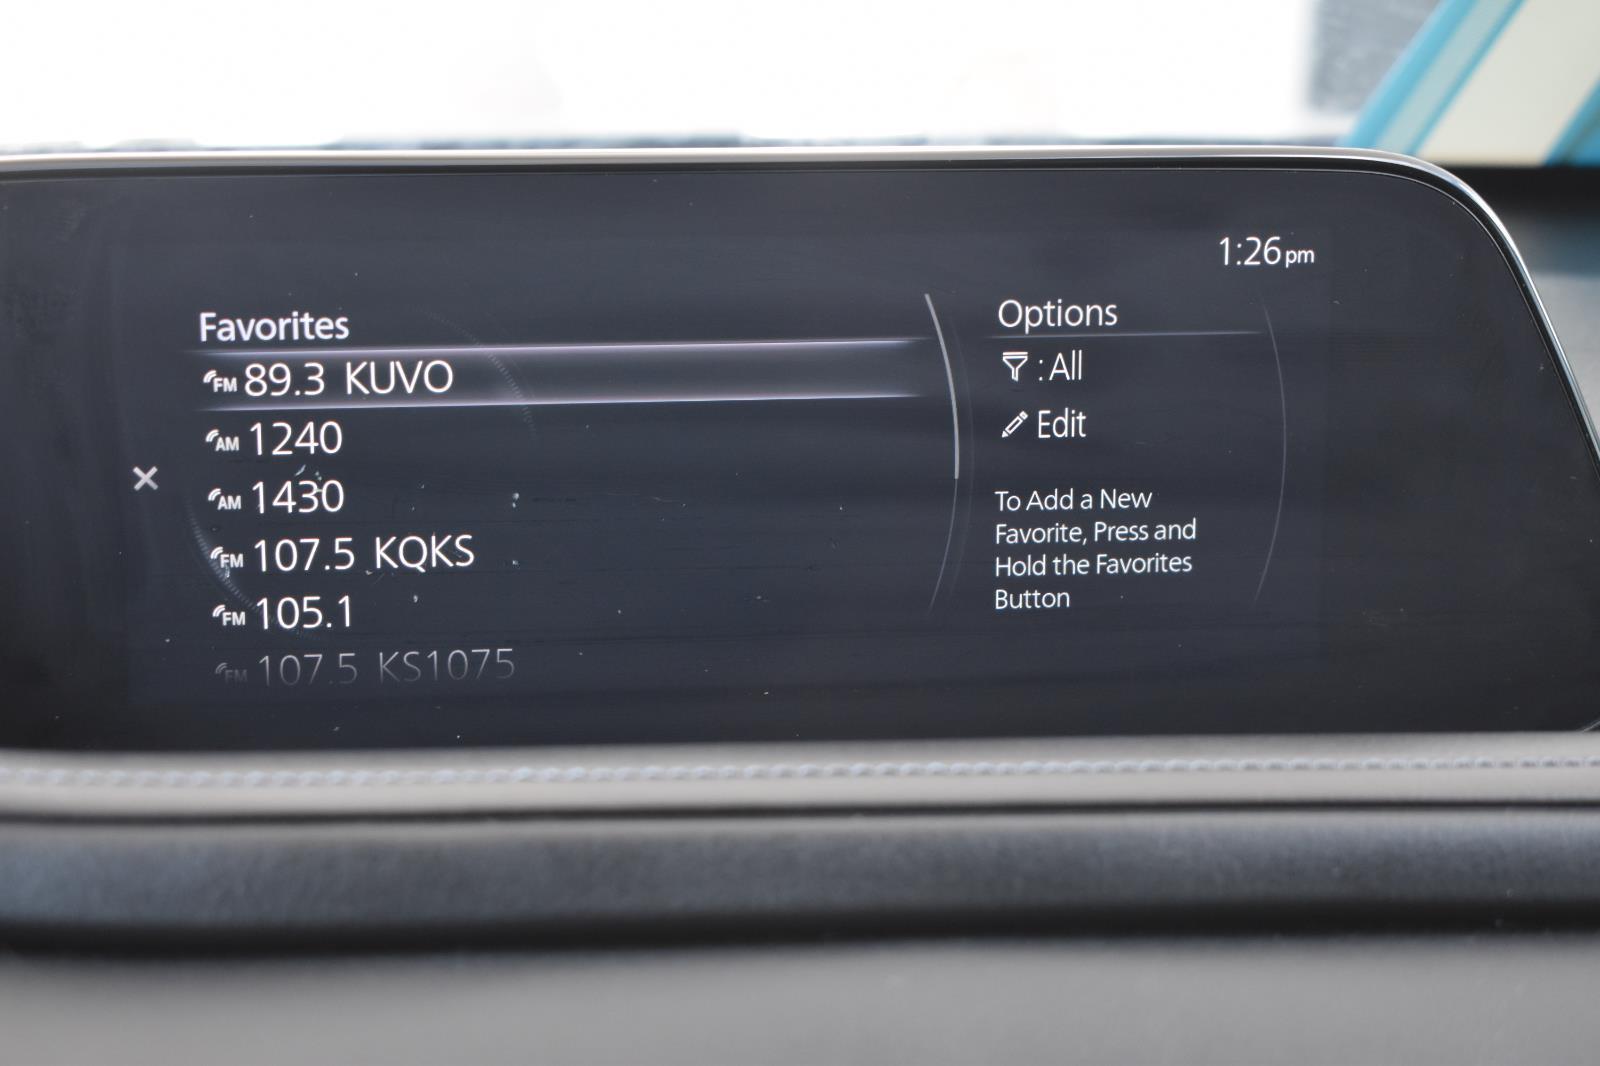 1:26pm
Favorites
FM 89.3 KUVO
AM 1240
AM 1430
FM 107.5 KQKS
FM 105.1
FM 107.5 KS1075
Options
: All
Edit
To Add a New
Favorite, Press and
Hold the Favorites
Button